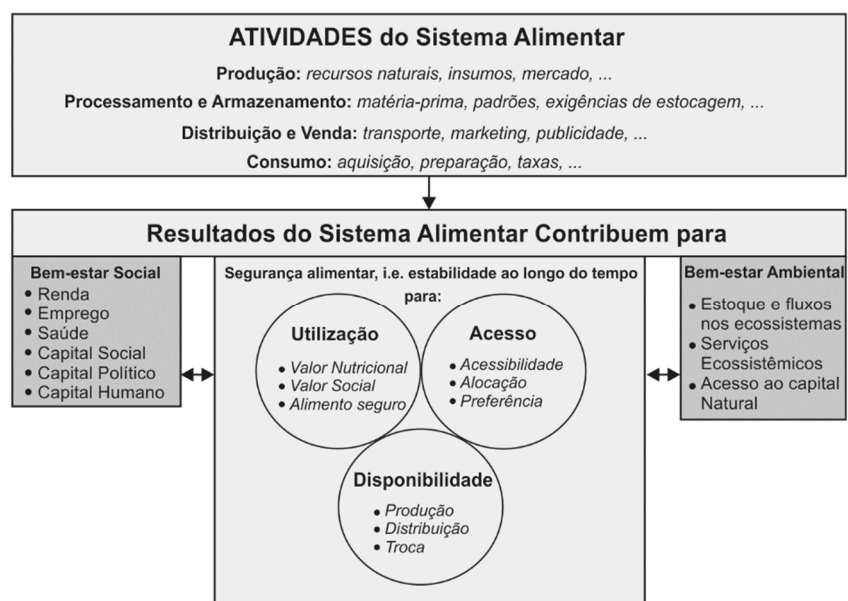 ATIVIDADES do Sistema Alimentar
Produção: recursos naturais, insumos, mercado, ...
Processamento e Armazenamento: matéria-prima, padrões, exigências de estocagem, ...
Distribuição e Venda: transporte, marketing, publicidade, ...
Consumo: aquisição, preparação, taxas, ...
Resultados do Sistema Alimentar Contribuem para
Bem-estar Social
• Renda
• Emprego
• Saúde
• Capital Social
• Capital Político
• Capital Humano
Segurança alimentar, i.e. estabilidade ao longo do tempo
para:
Utilização
• Valor Nutricional
• Valor Social
• Alimento seguro
Acesso
• Acessibilidade
• Alocação
• Preferência
Disponibilidade
• Produção
• Distribuição
• Troca
Bem-estar Ambiental
• Estoque e fluxos
nos ecossistemas
• Serviços
Ecossistêmicos
• Acesso ao capital
Natural